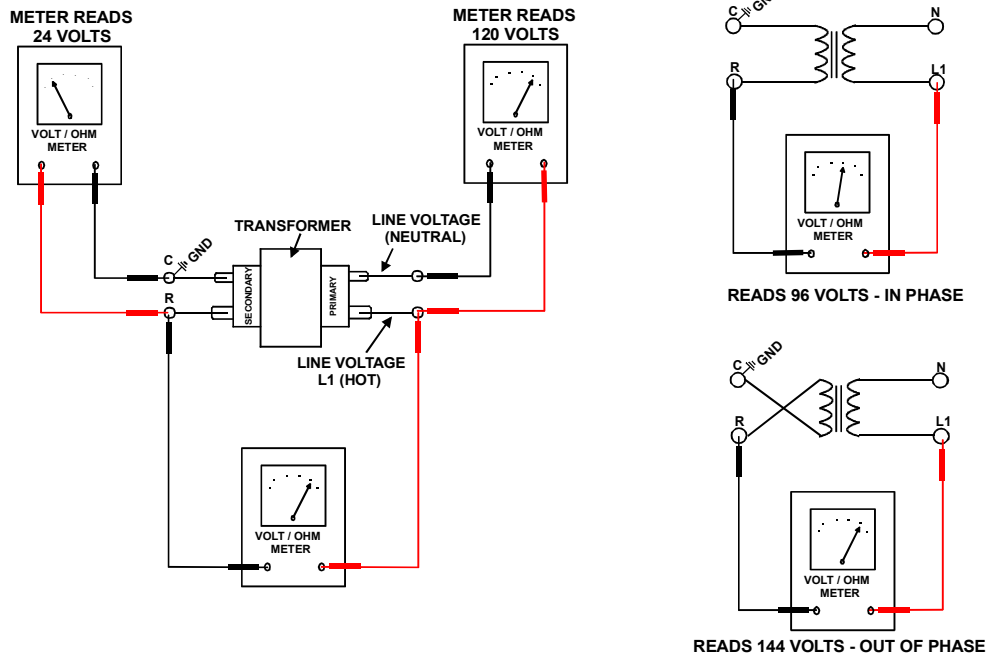 METER READS
24 VOLTS
VOLT / OHM
METER
METER READS
120 VOLTS
VOLT / OHM
METER
TRANSFORMER
LINE VOLTAGE
(NEUTRAL)
C
GND
R
SECONDARY
PRIMARY
LINE VOLTAGE
L1 (HOT)
VOLT / OHM
METER
C
GND
N
R
L1
VOLT / OHM
METER
READS 96 VOLTS - IN PHASE
C
GND
N
R
L1
VOLT / OHM
METER
READS 144 VOLTS - OUT OF PHASE